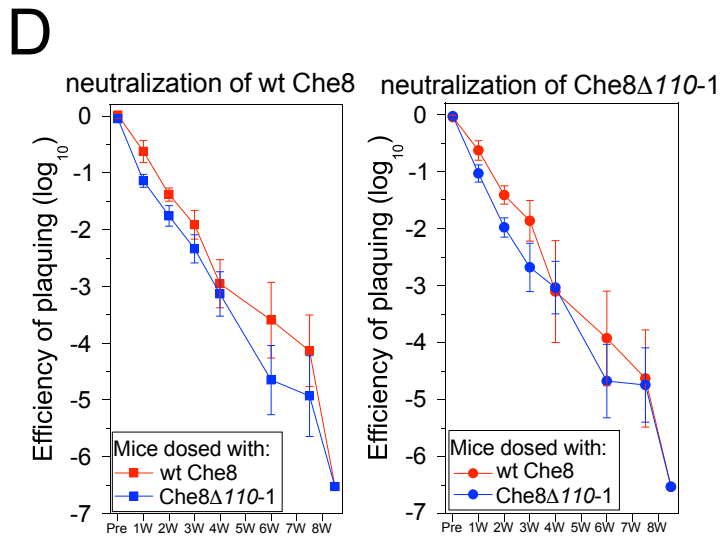 D
neutralization of wt Che8
neutralization of Che8Δ110-1
Efficiency of plaquing (log10)
0
-1
-2
-3
-4
-5
-6
-7
Mice dosed with:
wt Che8
Che8Δ110-1
Pre 1W 2W 3W 4W 5W 6W 7W 8W
Efficiency of plaquing (log10)
0
-1
-2
-3
-4
-5
-6
-7
Mice dosed with:
wt Che8
Che8Δ110-1
Pre 1W 2W 3W 4W 5W 6W 7W 8W